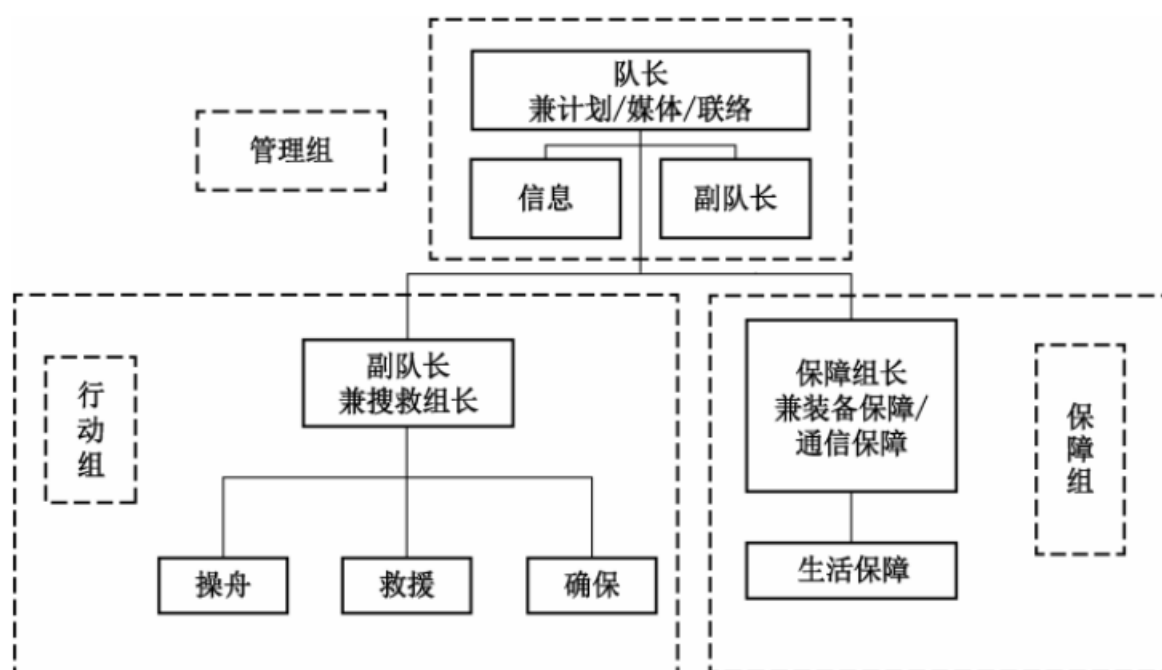 队长
兼计划/媒体/联络
管理组
信息
副队长
副队长
兼搜救组长
行
动
组
保障组长
兼装备保障/
通信保障
保
障
组
操舟
救援
确保
生活保障